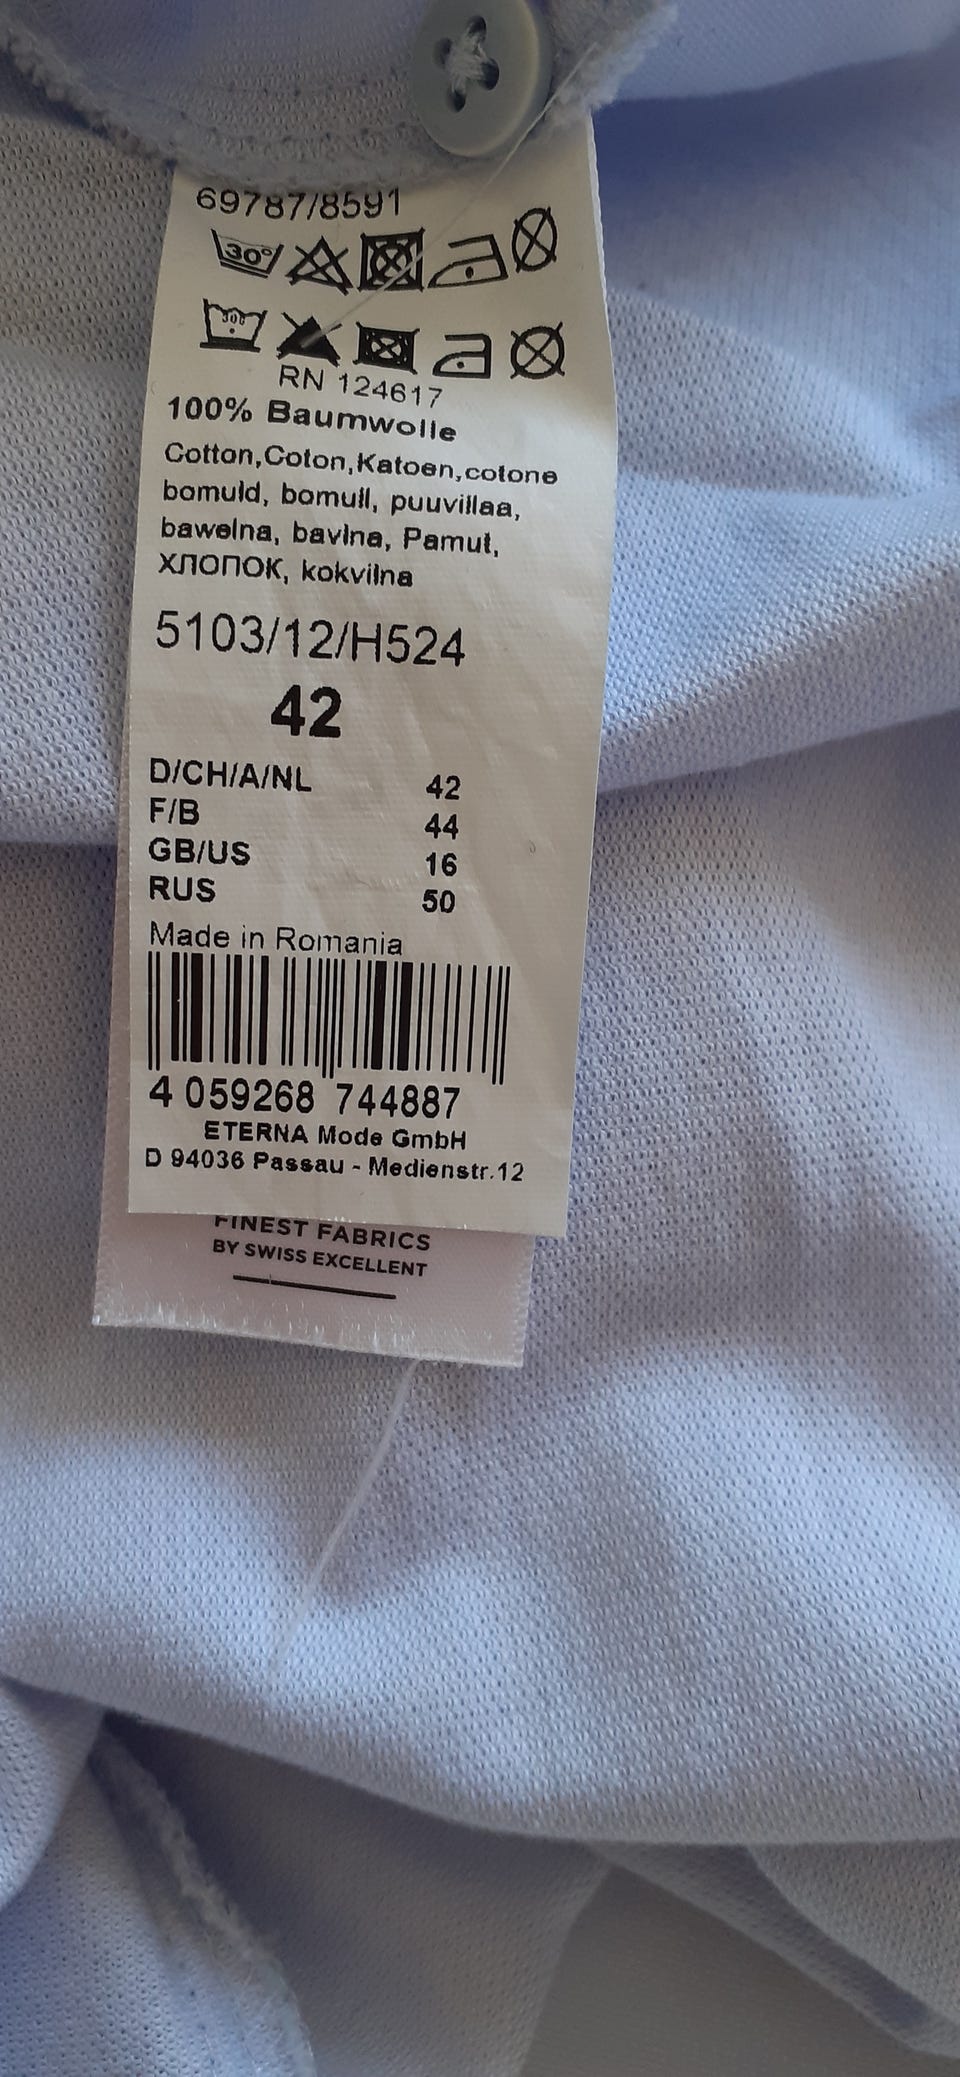 69787/8591
30°
30°
RN 124617
100% Baumwolle
Cotton,Coton,Katoen,cotone
bomuld, bomull, puuvillaa,
bawelna, bavlna, Pamut,
ХЛОПОК, kokvilna
5103/12/H524
42
D/CH/A/NL 42
F/B 44
GB/US 16
RUS 50
Made in Romania
4 059268 744887
ETERNA Mode GmbH
D 94036 Passau - Medienstr.12
FINEST FABRICS
BY SWISS EXCELLENT